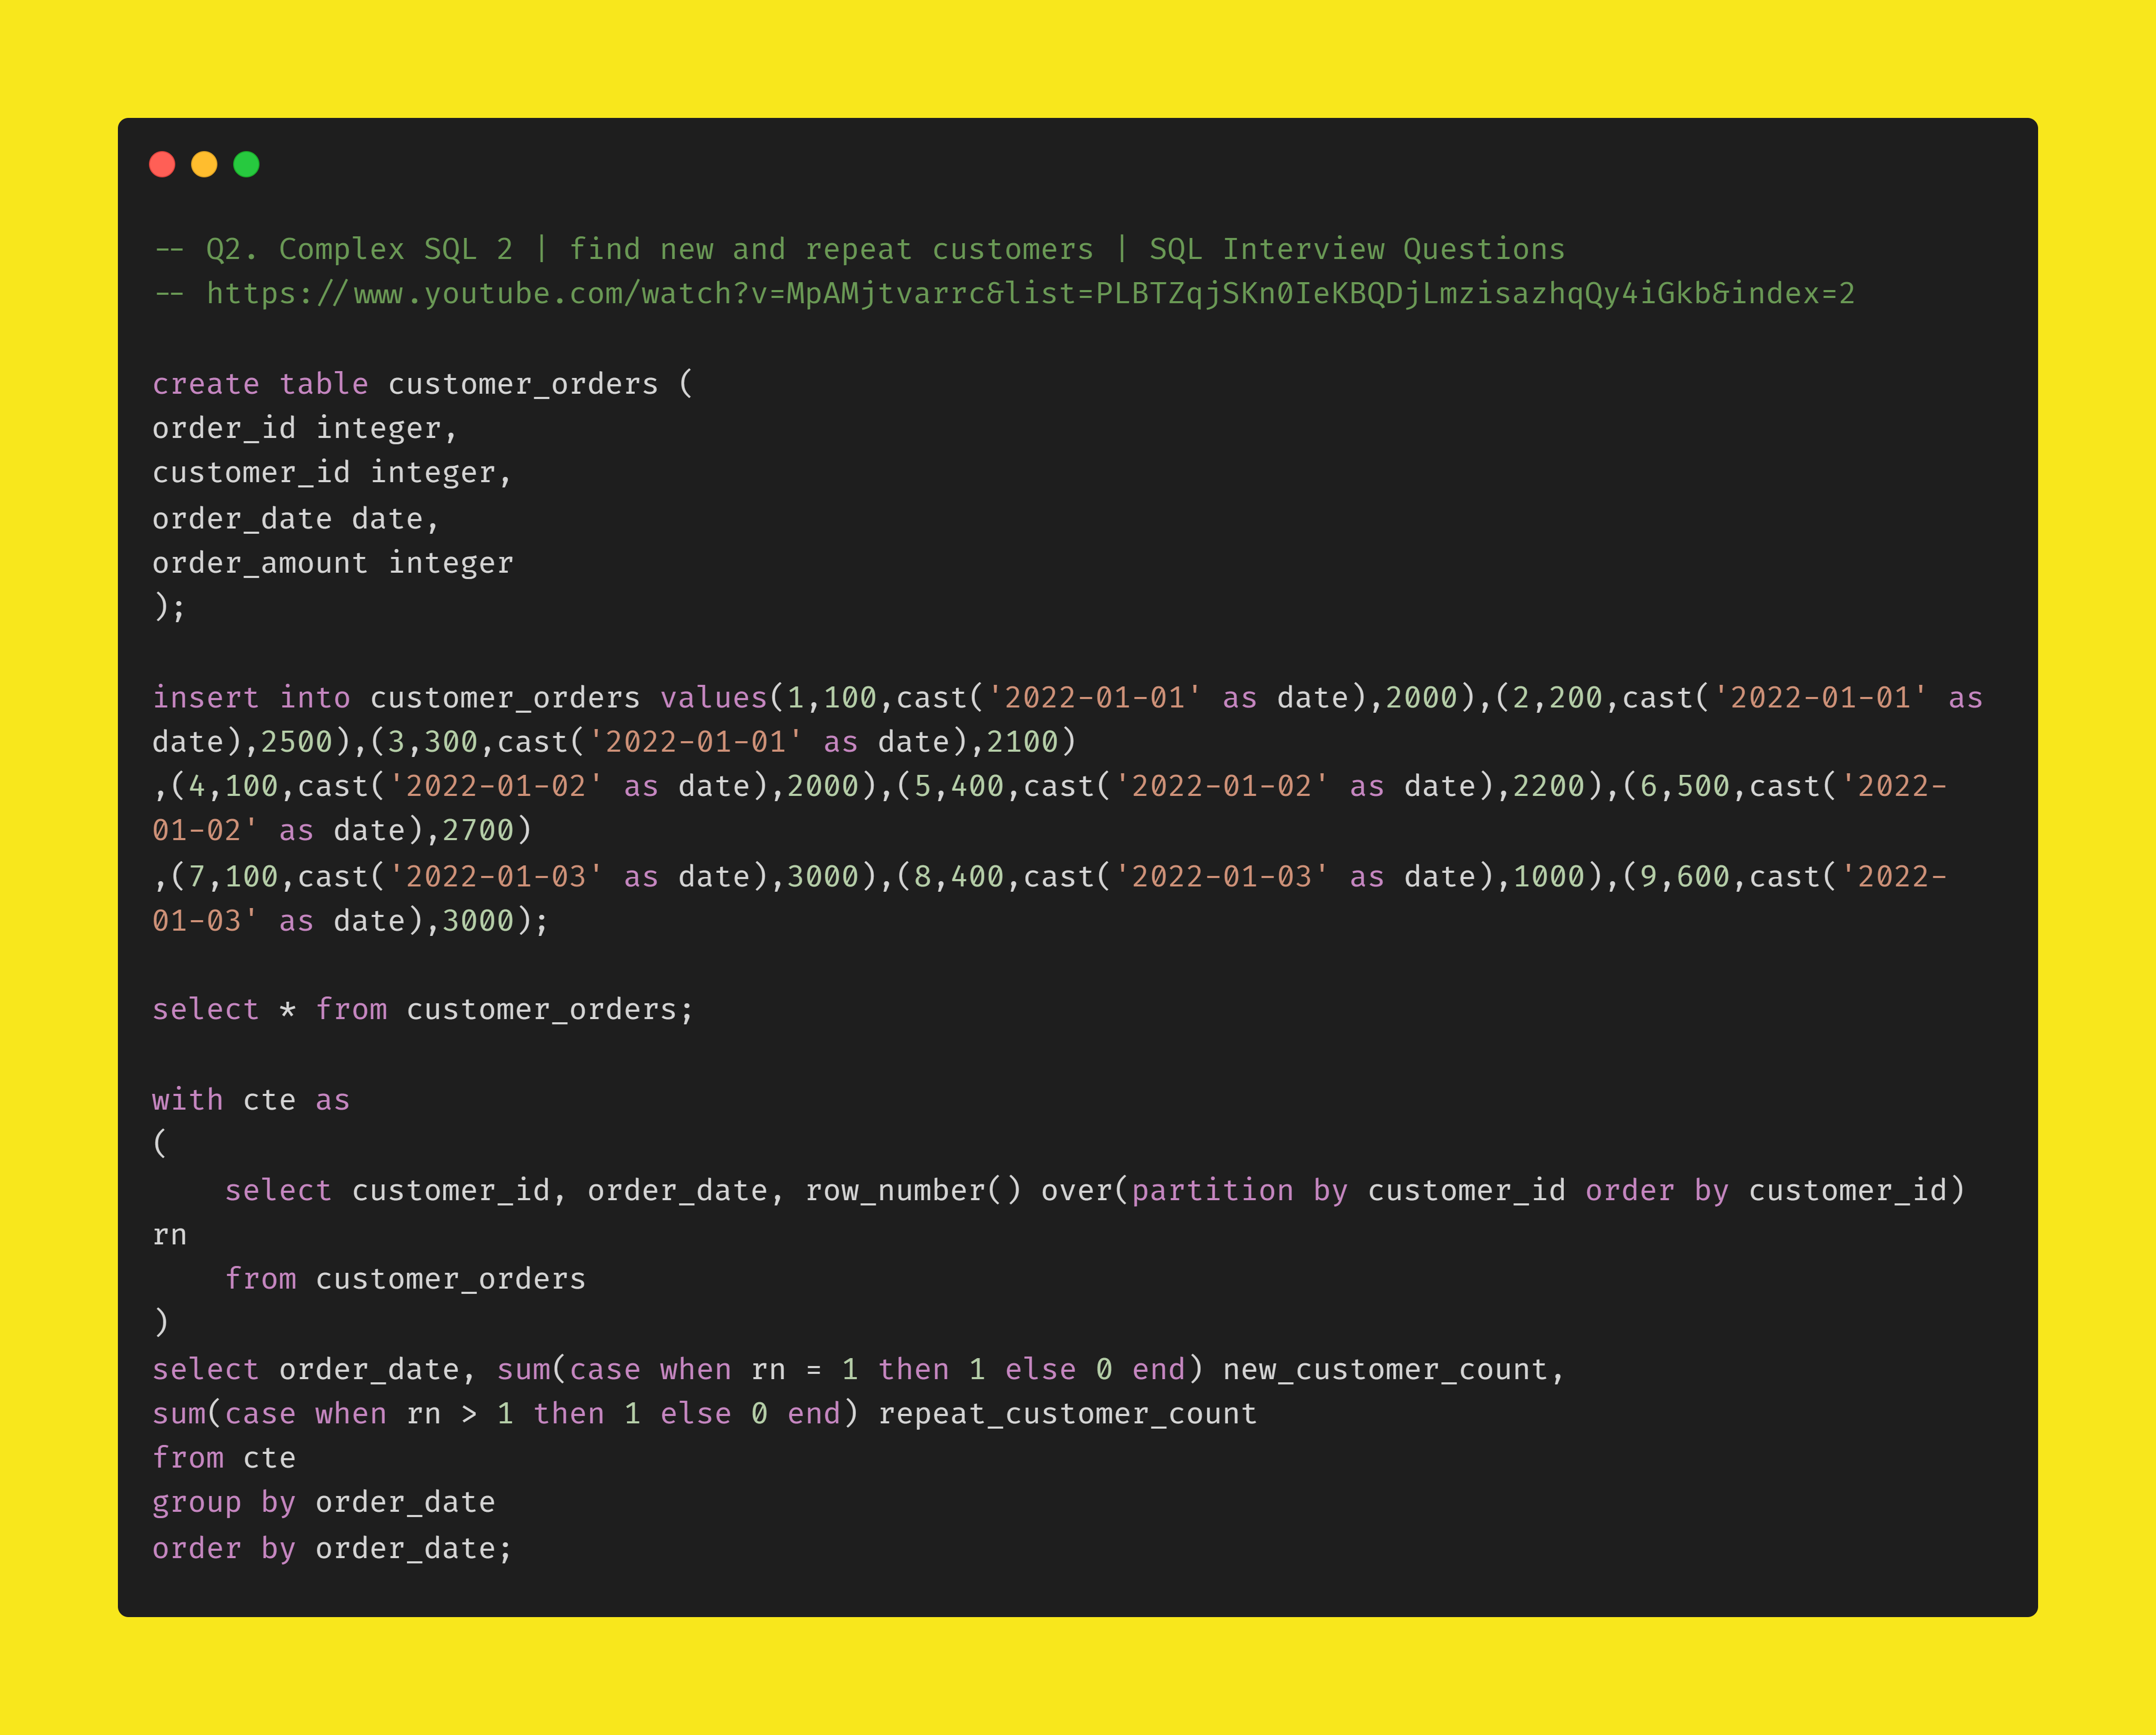 -- Q2. Complex SQL 2 | find new and repeat customers | SQL Interview Questions
-- https://www.youtube.com/watch?v=MpAMjtvarrc&list=PLBTZqjSKn0IeKBQDjLmzisazhqQy4iGkb&index=2
create table customer_orders (
order_id integer,
customer_id integer,
order_date date,
order_amount integer
);
insert into customer_orders values(1,100,cast('2022-01-01' as date),2000),(2,200,cast('2022-01-01' as
date),2500),(3,300,cast('2022-01-01' as date),2100)
,(4,100,cast('2022-01-02' as date),2000),(5,400,cast('2022-01-02' as date),2200),(6,500,cast('2022-
01-02' as date),2700)
,(7,100,cast('2022-01-03' as date),3000),(8,400,cast('2022-01-03' as date),1000),(9,600,cast('2022-
01-03' as date),3000);
select * from customer_orders;
with cte as
(
    select customer_id, order_date, row_number() over(partition by customer_id order by customer_id)
rn
    from customer_orders
)
select order_date, sum(case when rn = 1 then 1 else 0 end) new_customer_count,
sum(case when rn > 1 then 1 else 0 end) repeat_customer_count
from cte
group by order_date
order by order_date;